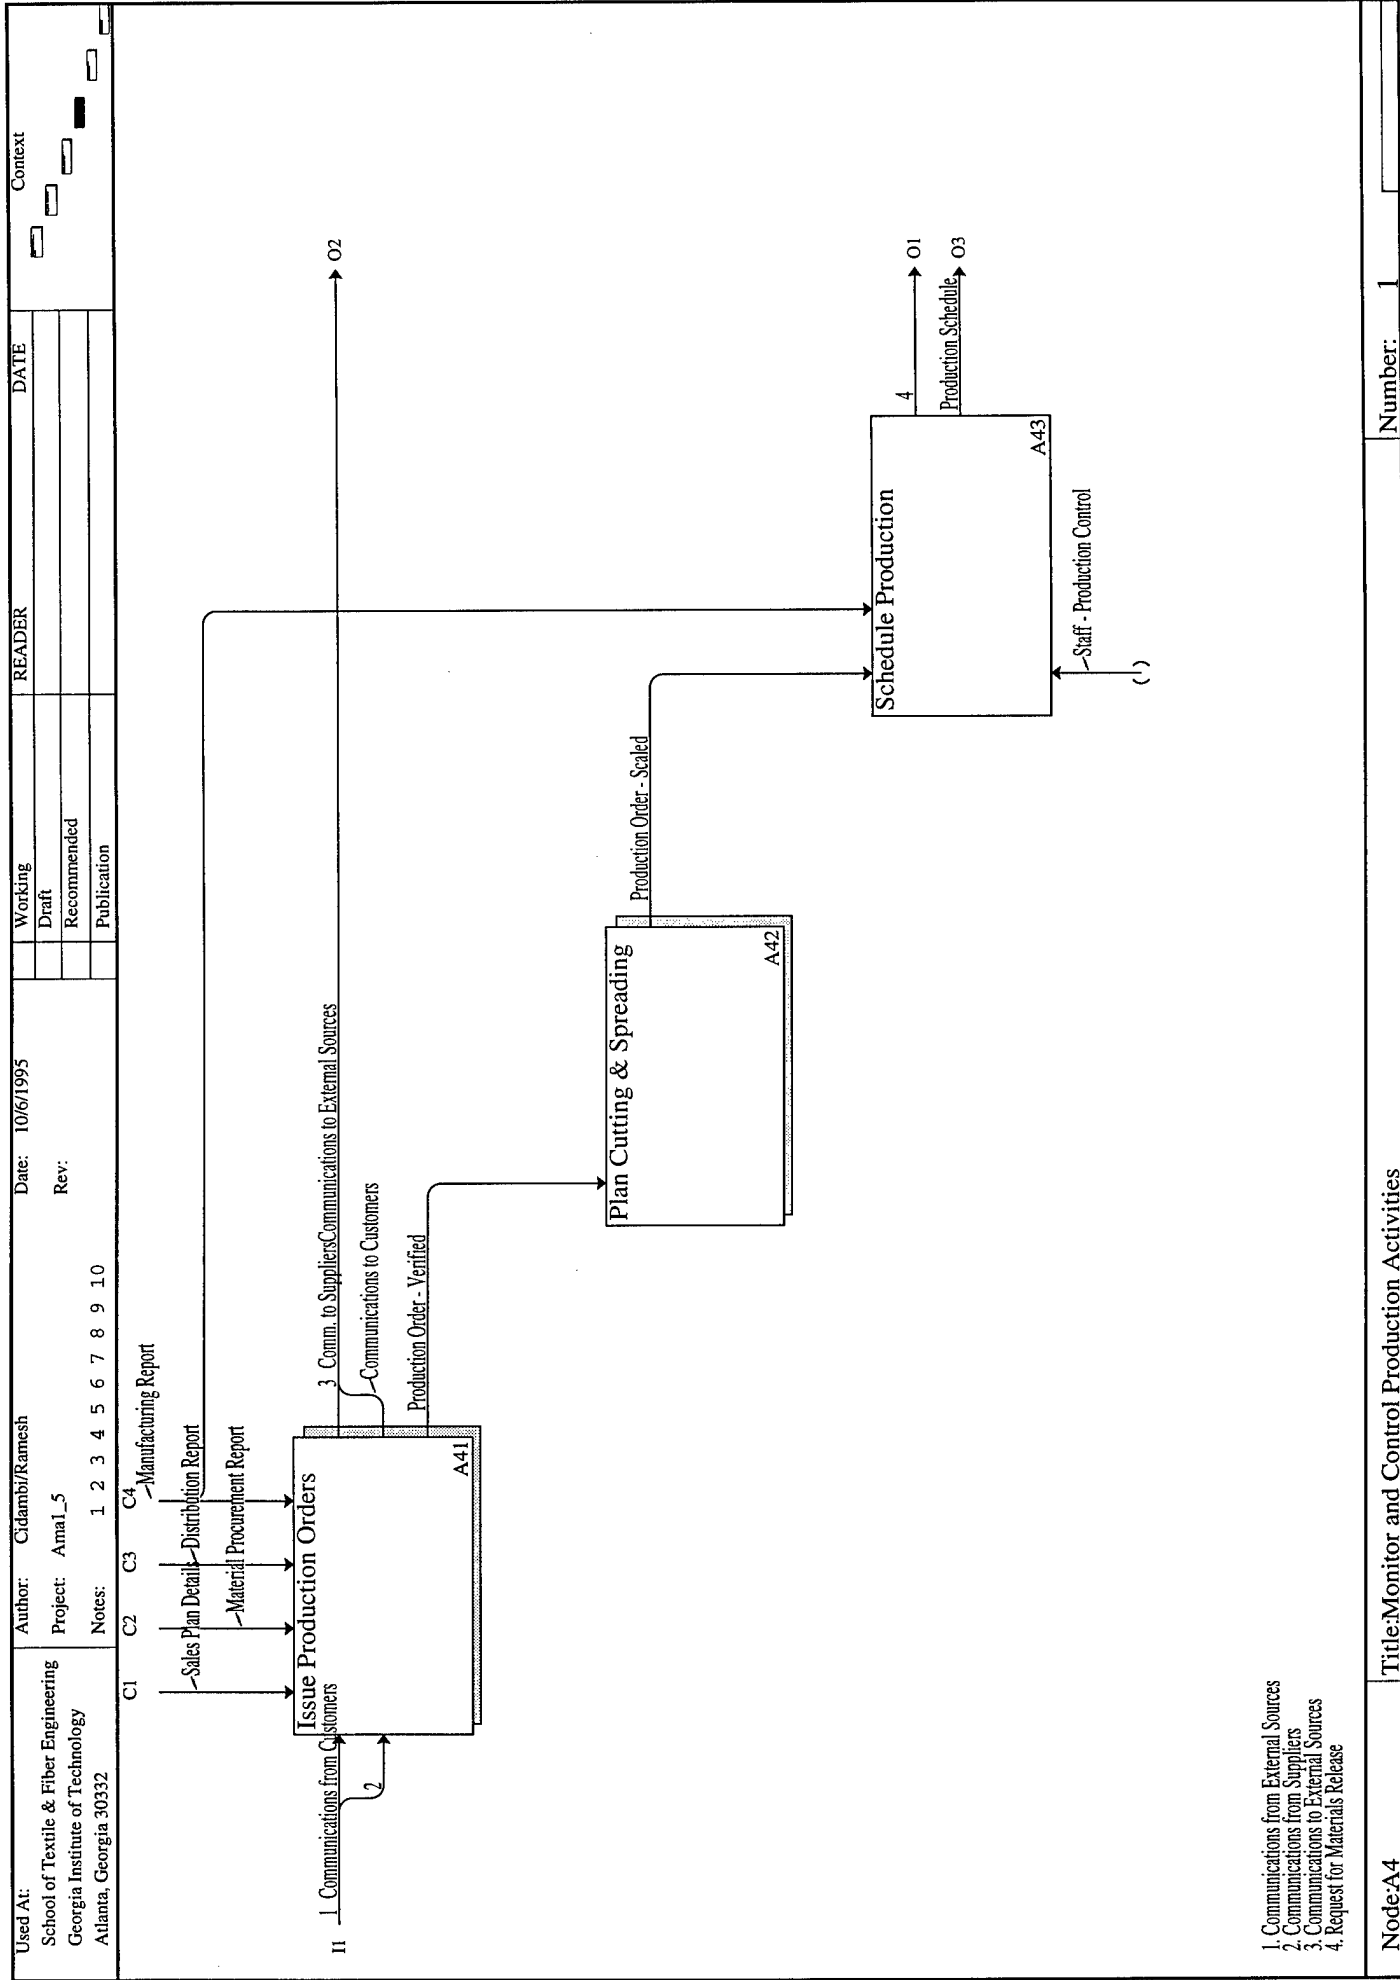 Used At:
School of Textile & Fiber Engineering
Georgia Institute of Technology
Atlanta, Georgia 30332
Author: Cidambi/Ramesh
Project: Ama1_5
Notes: 1 2 3 4 5 6 7 8 9 10
Date: 10/6/1995
Rev:
Working
Draft
Recommended
Publication
READER
DATE
Context
C1
C2
C3
C4
Manufacturing Report
Sales Plan Details
Distribution Report
Material Procurement Report
I1
1 Communications from Customers
2
Issue Production Orders
A41
3 Comm. to SuppliersCommunications to External Sources
O2
Communications to Customers
Production Order - Verified
Plan Cutting & Spreading
A42
Production Order - Scaled
Schedule Production
A43
4
O1
Production Schedule
O3
Staff - Production Control
( )
1. Communications from External Sources
2. Communications from Suppliers
3. Communications to External Sources
4. Request for Materials Release
Node:A4
Title:Monitor and Control Production Activities
Number: 1